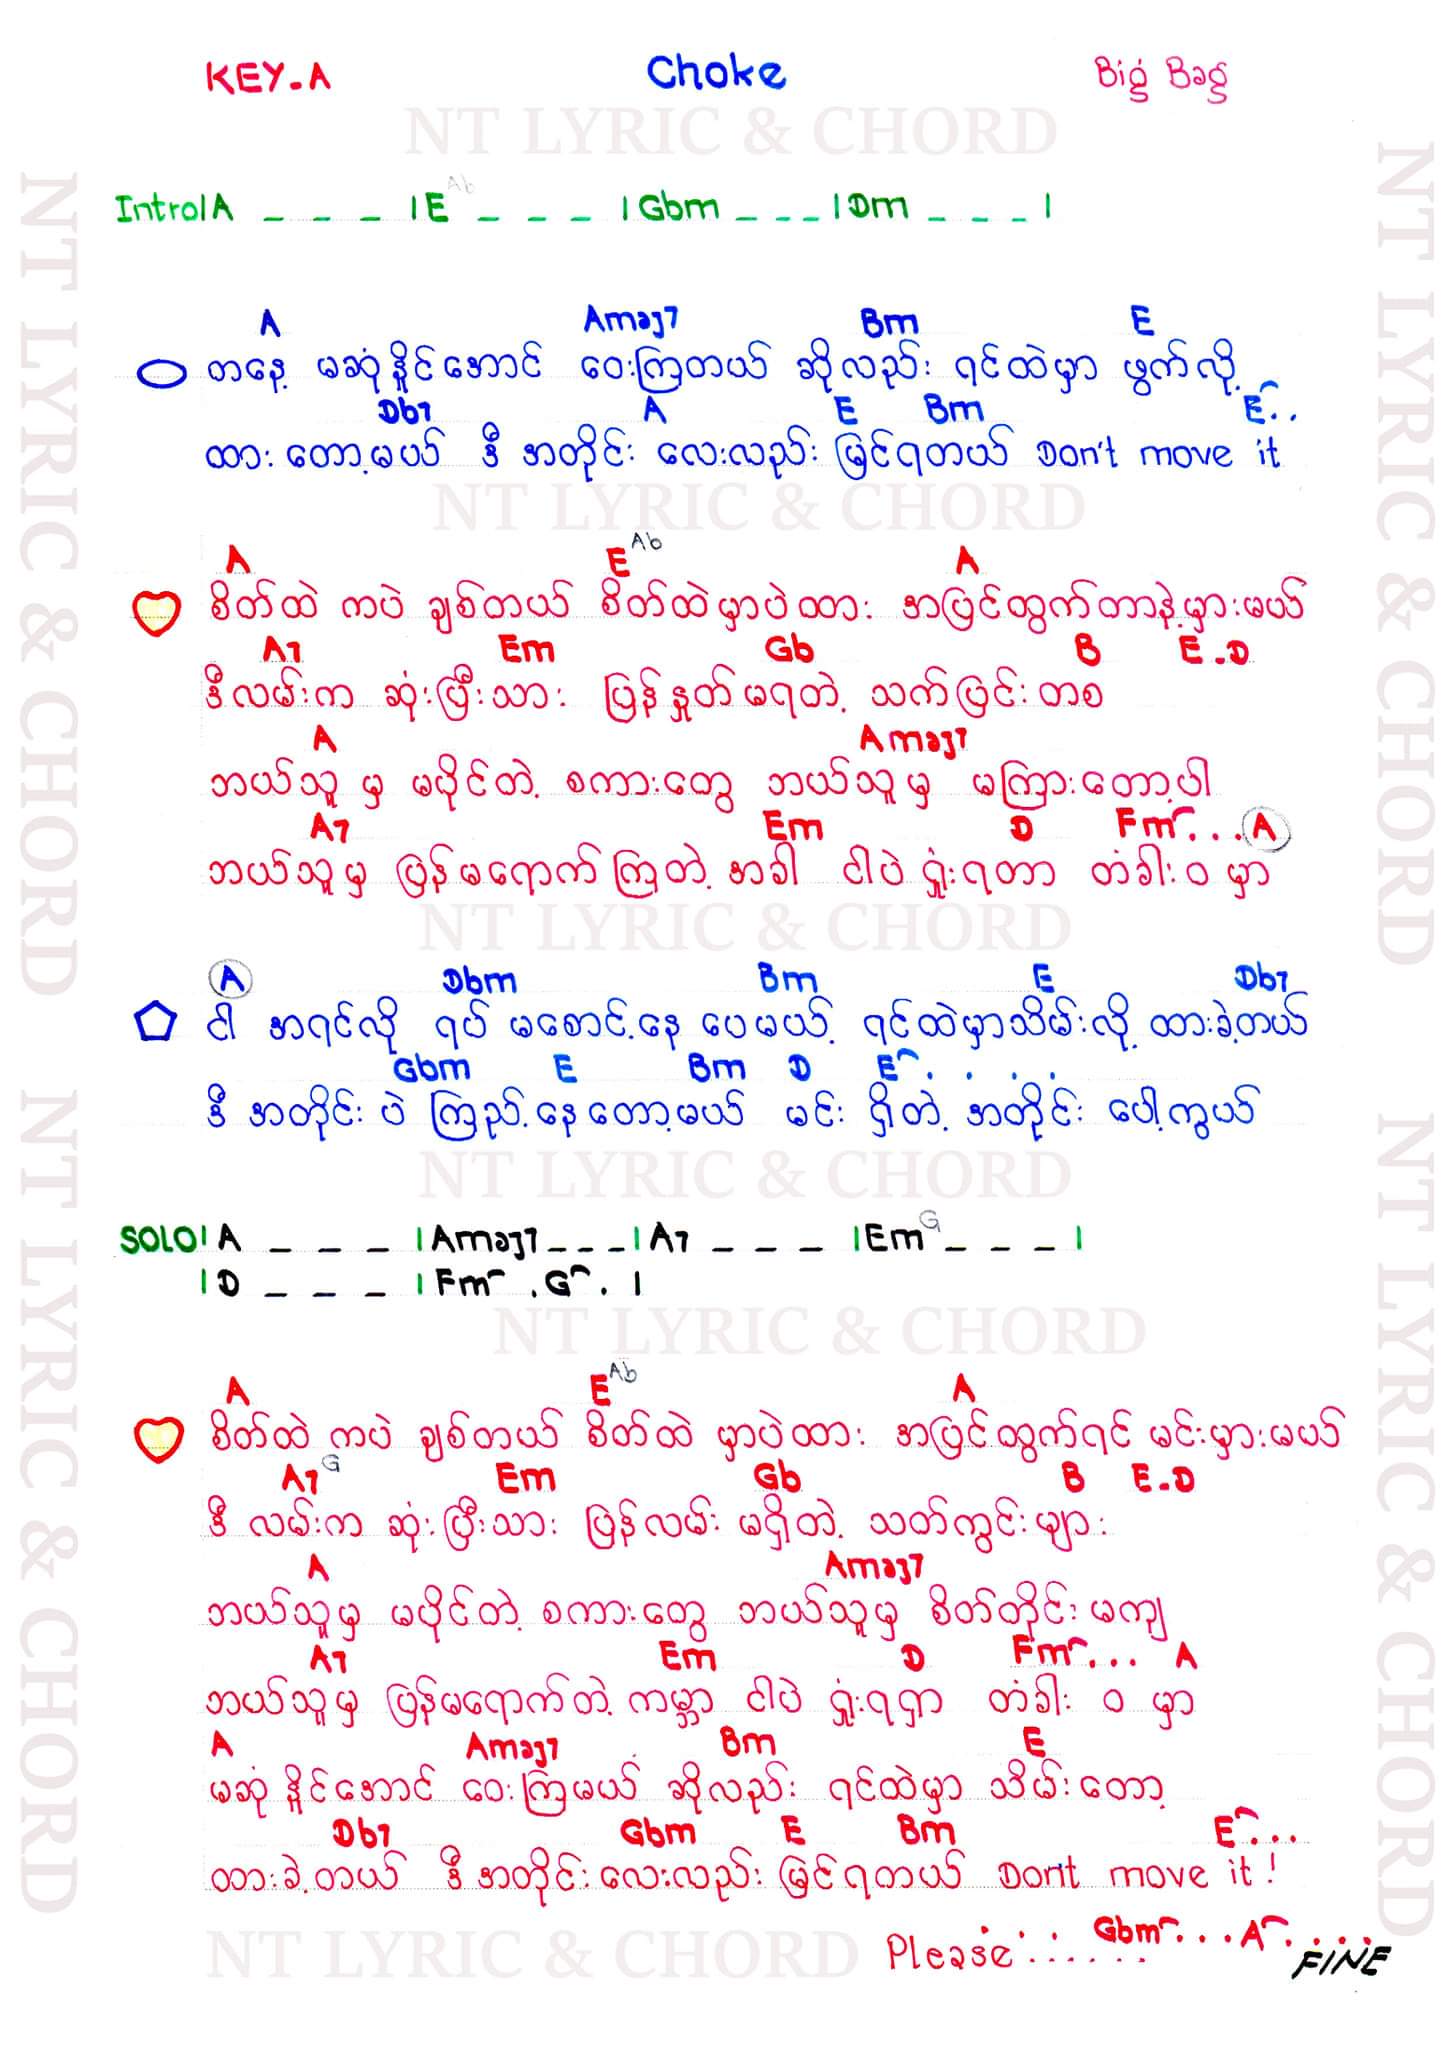 KEY.A Choke Big Bag
NT LYRIC & CHORD
Intro|A _ _ _ |E Ab _ _ _ |Gbm _ _ _ |Dm _ _ _ |
A Amaj7 Bm E
တနေ့ မဆုံနိူင်အောင် ဝေးကြတယ် ဆိုလည်း ရင်ထဲမှာ ဖွက်လို့
Db7 A E Bm E..
ထား တော့မယ် ဒီ အတိုင်း လေးလည်း မြင်ရတယ် Don't move it
NT LYRIC & CHORD
A E Ab A
စိတ်ထဲ ကပဲ ချစ်တယ် စိတ်ထဲမှာပဲထား အပြင်ထွက်တာနဲ့မှားမယ်
A7 Em Gb B E.D
ဒီလမ်းက ဆုံးပြီးသား ပြန်နှုတ်မရတဲ့ သက်ပြင်းတစ
A Amaj7
ဘယ်သူ မှ မပိုင်တဲ့ စကားတွေ ဘယ်သူမှ မကြားတော့ပါ
A7 Em D Fm...A
ဘယ်သူမှ ပြန်မရောက်ကြတဲ့ အခါ ငါပဲ ရှုံးရတာ တံခါးဝ မှာ
NT LYRIC & CHORD
A Dbm Bm E Db7
ငါ အရင်လို ရပ် မစောင့်နေ ပေမယ့် ရင်ထဲမှာသိမ်းလို့ ထားခဲ့တယ်
Gbm E Bm D E....
ဒီ အတိုင်း ပဲ ကြည့်နေတော့မယ် မင်း ရှိတဲ့ အတိုင်း ပေါ့ကွယ်
NT LYRIC & CHORD
SOLO|A _ _ _ |Amaj7_ _ _|A7 _ _ _ |Em G _ _ _ |
|D _ _ _ |Fm .G. |
NT LYRIC & CHORD
A E Ab A
စိတ်ထဲ ကပဲ ချစ်တယ် စိတ်ထဲ မှာပဲထား အပြင်ထွက်ရင် မင်းမှားမယ်
A7 G Em Gb B E.D
ဒီ လမ်းက ဆုံးပြီးသား ပြန်လမ်း မရှိတဲ့ သတ်ကွင်းများ
A Amaj7
ဘယ်သူမှ မပိုင်တဲ့ စကားတွေ ဘယ်သူမှ စိတ်တိုင်းမကျ
A7 Em D Fm... A
ဘယ်သူမှ ပြန်မရောက်တဲ့ ကမ္ဘာ ငါပဲ ရှုံးရရှာ တံခါး ဝ မှာ
A Amaj7 Bm E
မဆုံ နိူင်အောင် ဝေးကြမယ် ဆိုလည်း ရင်ထဲမှာ သိမ်းတော့
Db7 Gbm E Bm E...
ထားခဲ့တယ် ဒီအတိုင်းလေးလည်း မြင်ရတယ် Don't move it!
NT LYRIC & CHORD
Please...... Gbm...A.....
FINE
NT LYRIC & CHORD NT LYRIC & CHORD
NT LYRIC & CHORD NT LYRIC & CHORD